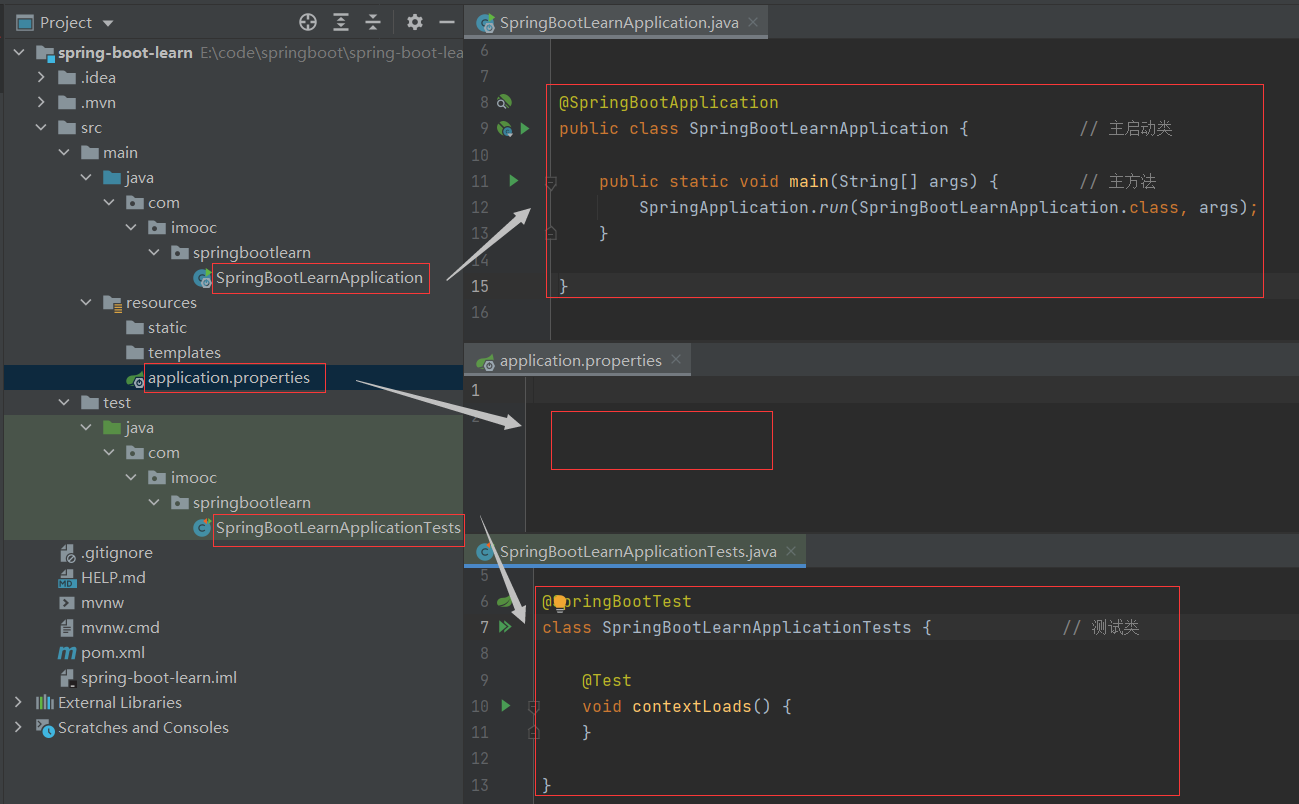 Project
spring-boot-learn E:\code\springboot\spring-boot-lea
.idea
.mvn
src
main
java
com
imooc
springbootlearn
SpringBootLearnApplication
resources
static
templates
application.properties
test
java
com
imooc
springbootlearn
SpringBootLearnApplicationTests
.gitignore
HELP.md
mvnw
mvnw.cmd
pom.xml
spring-boot-learn.iml
External Libraries
Scratches and Consoles
SpringBootLearnApplication.java
6
7
8 @SpringBootApplication
9 public class SpringBootLearnApplication { // 主启动类
10
11 public static void main(String[] args) { // 主方法
12 SpringApplication.run(SpringBootLearnApplication.class, args);
13 }
14
15 }
16
application.properties
1
2
SpringBootLearnApplicationTests.java
5
6 @SpringBootTest
7 class SpringBootLearnApplicationTests { // 测试类
8
9 @Test
10 void contextLoads() {
11 }
12
13 }